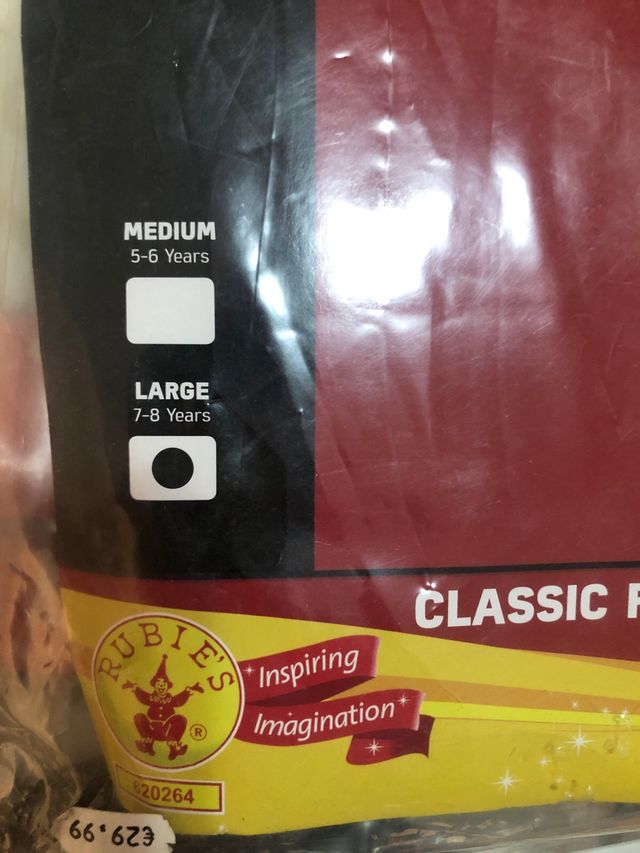 MEDIUM
5-6 Years
LARGE
7-8 Years
CLASSIC
RUBIE'S
®
Inspiring
Imagination
620264
€29.99